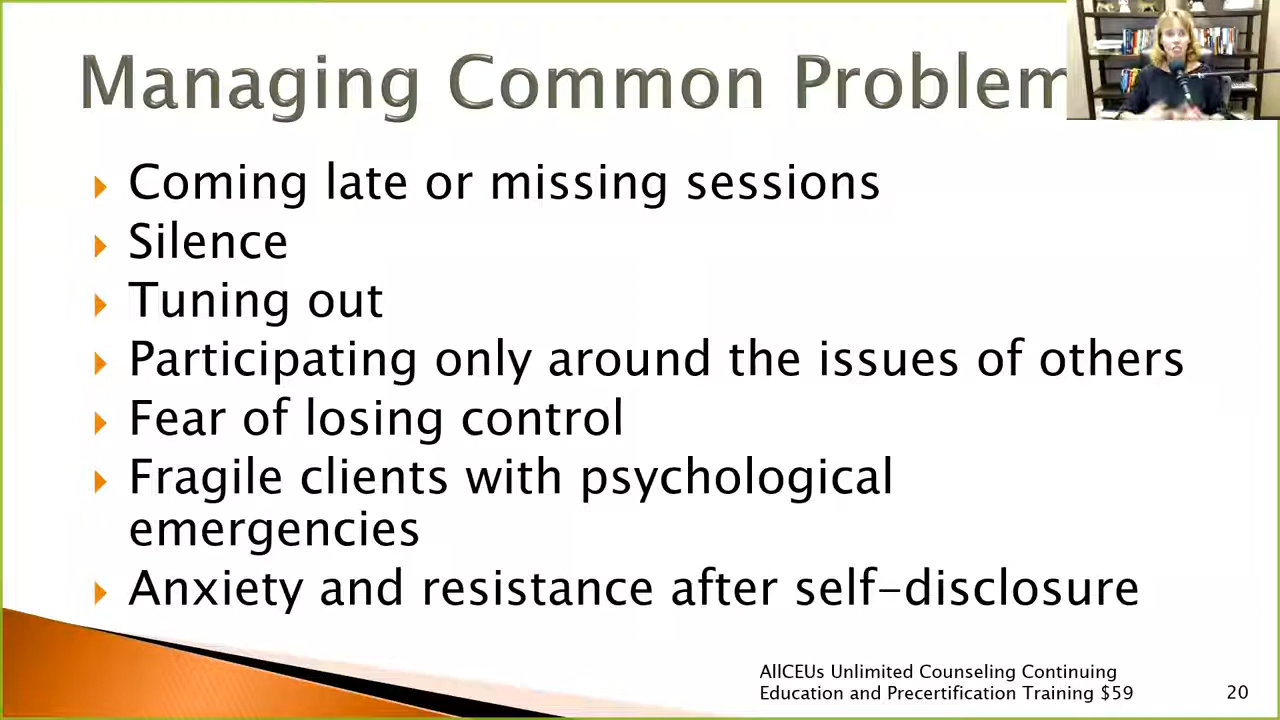 Managing Common Problem
Coming late or missing sessions
Silence
Tuning out
Participating only around the issues of others
Fear of losing control
Fragile clients with psychological
emergencies
Anxiety and resistance after self-disclosure
AllCEUs Unlimited Counseling Continuing
Education and Precertification Training $59
20